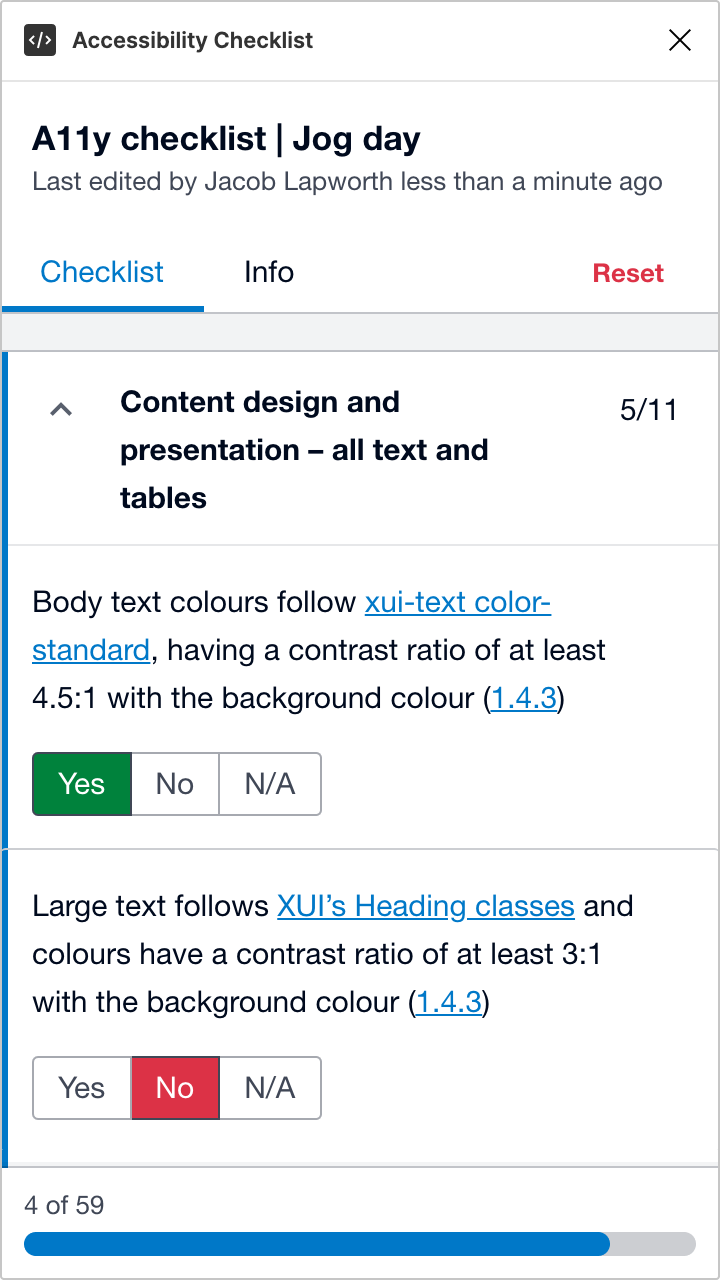 </> Accessibility Checklist
A11y checklist | Jog day
Last edited by Jacob Lapworth less than a minute ago
Checklist Info Reset
Content design and 5/11
presentation – all text and
tables
Body text colours follow xui-text color-
standard, having a contrast ratio of at least
4.5:1 with the background colour (1.4.3)
Yes No N/A
Large text follows XUI’s Heading classes and
colours have a contrast ratio of at least 3:1
with the background colour (1.4.3)
Yes No N/A
4 of 59